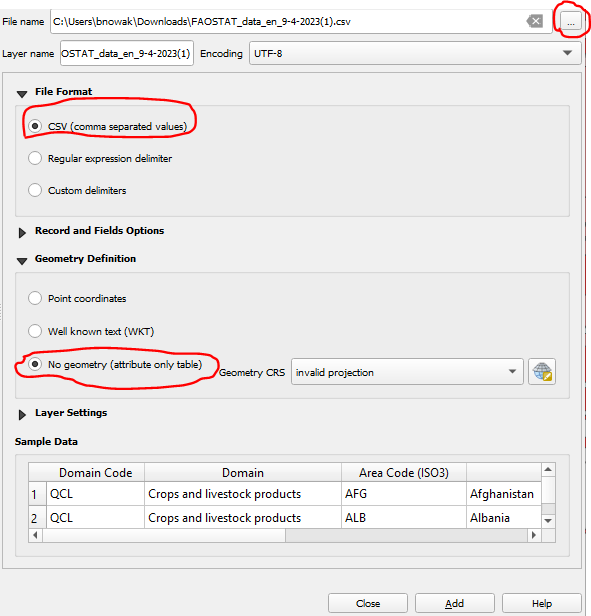 File name C:\Users\bnowak\Downloads\FAOSTAT_data_en_9-4-2023(1).csv ...
Layer name OSTAT_data_en_9-4-2023(1) Encoding UTF-8
File Format
CSV (comma separated values)
Regular expression delimiter
Custom delimiters
Record and Fields Options
Geometry Definition
Point coordinates
Well known text (WKT)
No geometry (attribute only table) Geometry CRS invalid projection
Layer Settings
Sample Data
Domain Code Domain Area Code (ISO3)
1 QCL Crops and livestock products AFG Afghanistan
2 QCL Crops and livestock products ALB Albania
Close Add Help